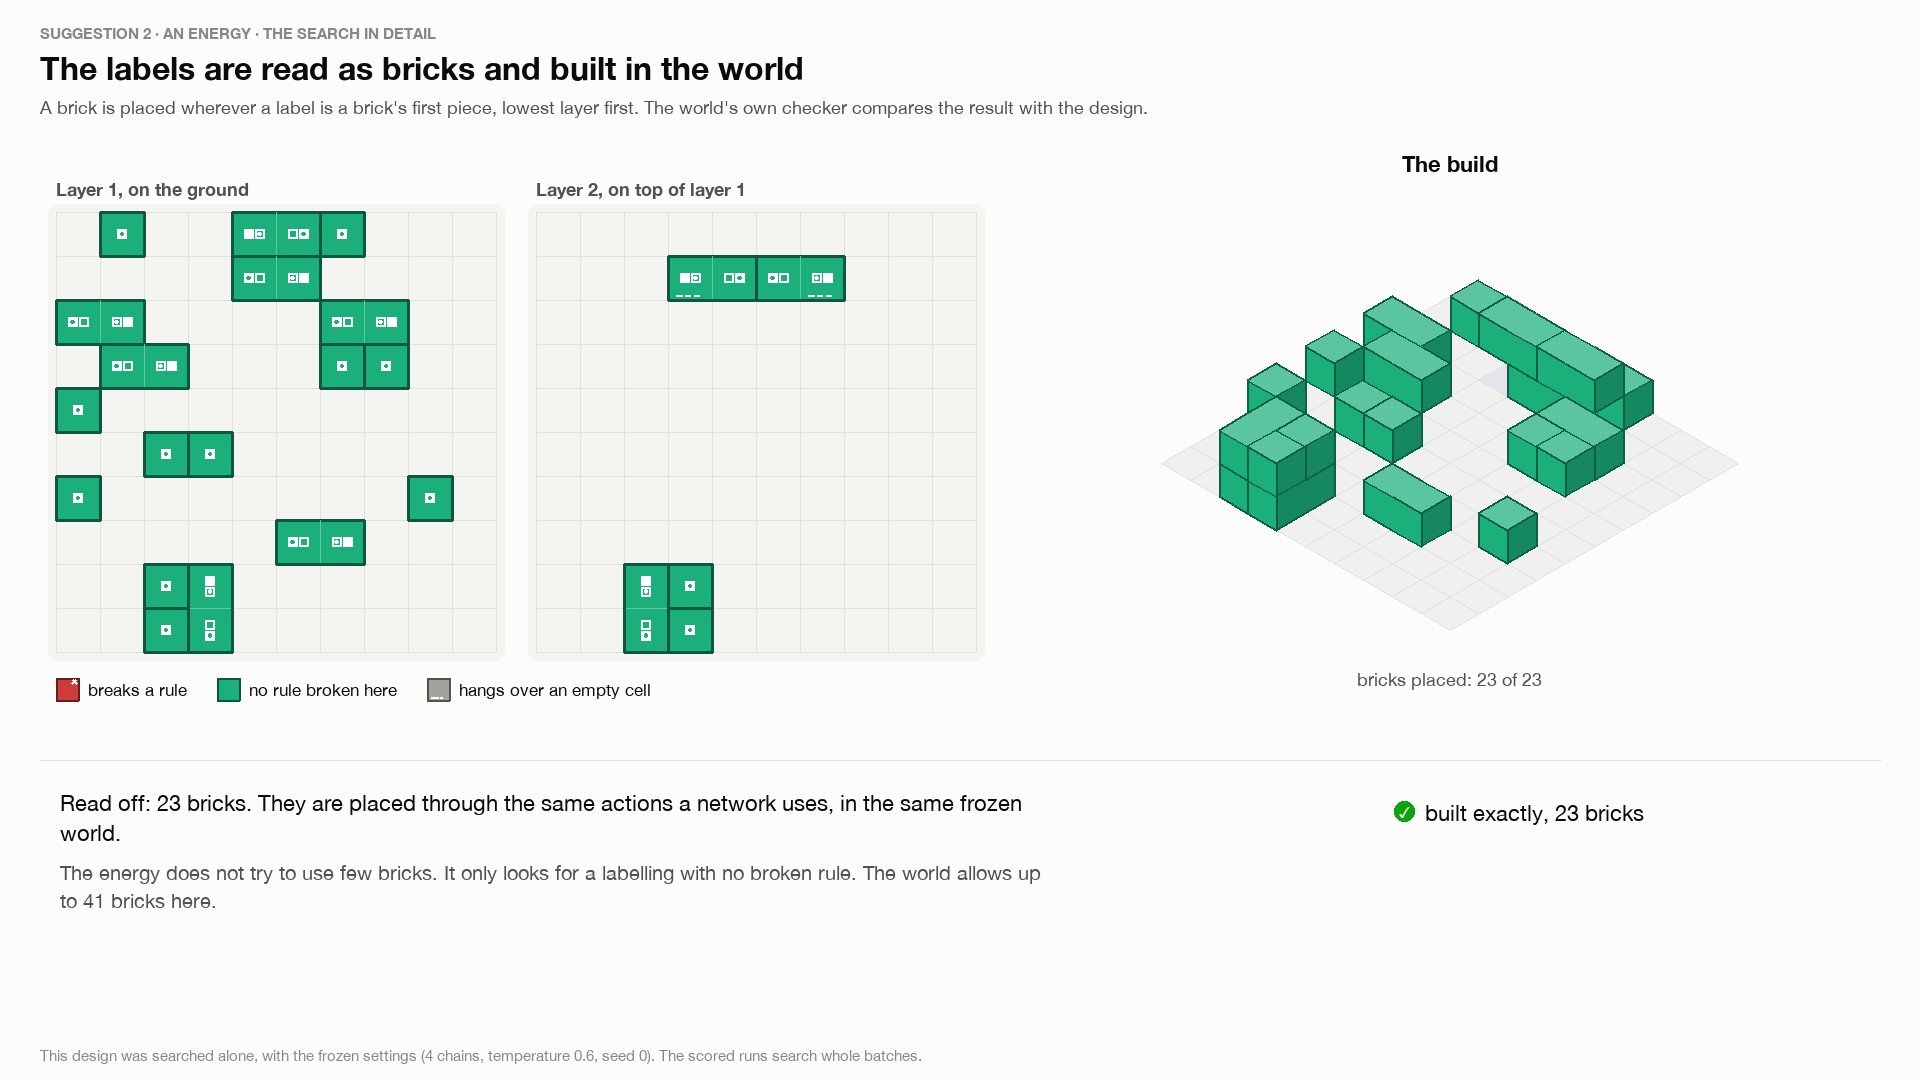 SUGGESTION 2 · AN ENERGY · THE SEARCH IN DETAIL
The labels are read as bricks and built in the world
A brick is placed wherever a label is a brick's first piece, lowest layer first. The world's own checker compares the result with the design.
The build
Layer 1, on the ground
Layer 2, on top of layer 1
breaks a rule
no rule broken here
hangs over an empty cell
bricks placed: 23 of 23
Read off: 23 bricks. They are placed through the same actions a network uses, in the same frozen
world.
The energy does not try to use few bricks. It only looks for a labelling with no broken rule. The world allows up
to 41 bricks here.
built exactly, 23 bricks
This design was searched alone, with the frozen settings (4 chains, temperature 0.6, seed 0). The scored runs search whole batches.